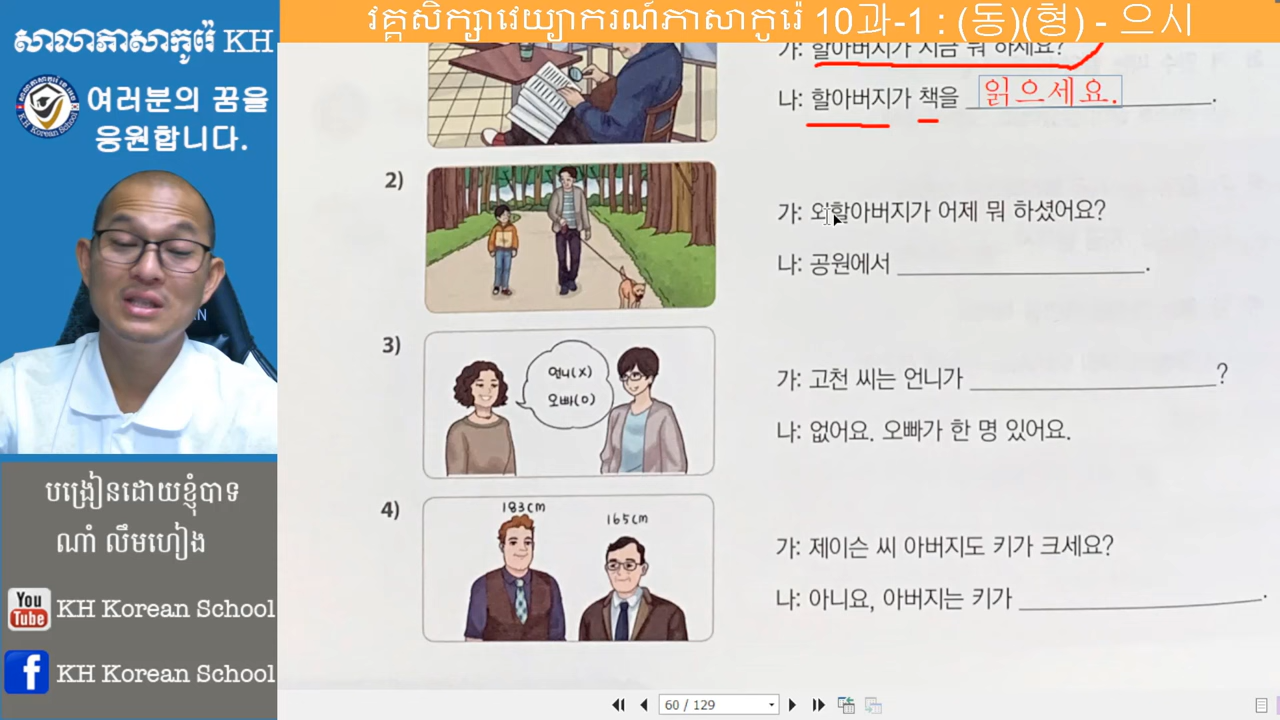 វគ្គសិក្សាវេយ្យាករណ៍ភាសាកូរ៉េ 10과-1 : (동)(형) - 으시
សាលាភាសាកូរ៉េ KH
여러분의 꿈을
응원합니다.
បង្រៀនដោយខ្ញុំបាទ
ណាំ លឹមហៀង
You
Tube
KH Korean School
KH Korean School
가: 할아버지가 지금 뭐 하세요?
나: 할아버지가 책을 읽으세요.
2)
가: 외할아버지가 어제 뭐 하셨어요?
나: 공원에서 .
3)
언니(X)
오빠(O)
가: 고천 씨는 언니가 ?
나: 없어요. 오빠가 한 명 있어요.
4)
183cm
165cm
가: 제이슨 씨 아버지도 키가 크세요?
나: 아니요, 아버지는 키가 .
60 / 129